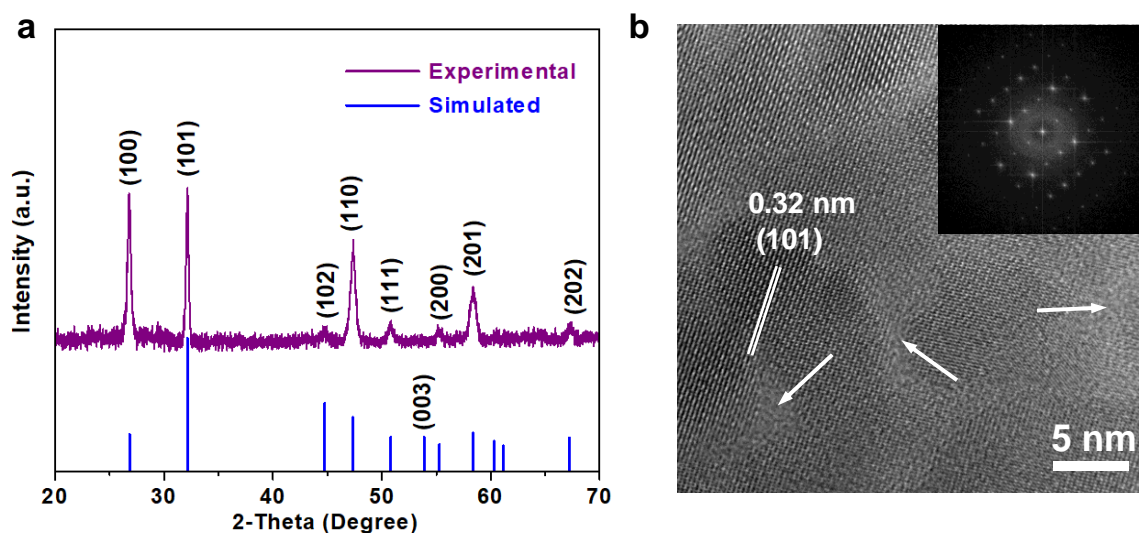 a
Experimental
Simulated
(100)
(101)
(102)
(110)
(111)
(003)
(200)
(201)
(202)
Intensity (a.u.)
20
30
40
50
60
70
2-Theta (Degree)
b
0.32 nm
(101)
5 nm